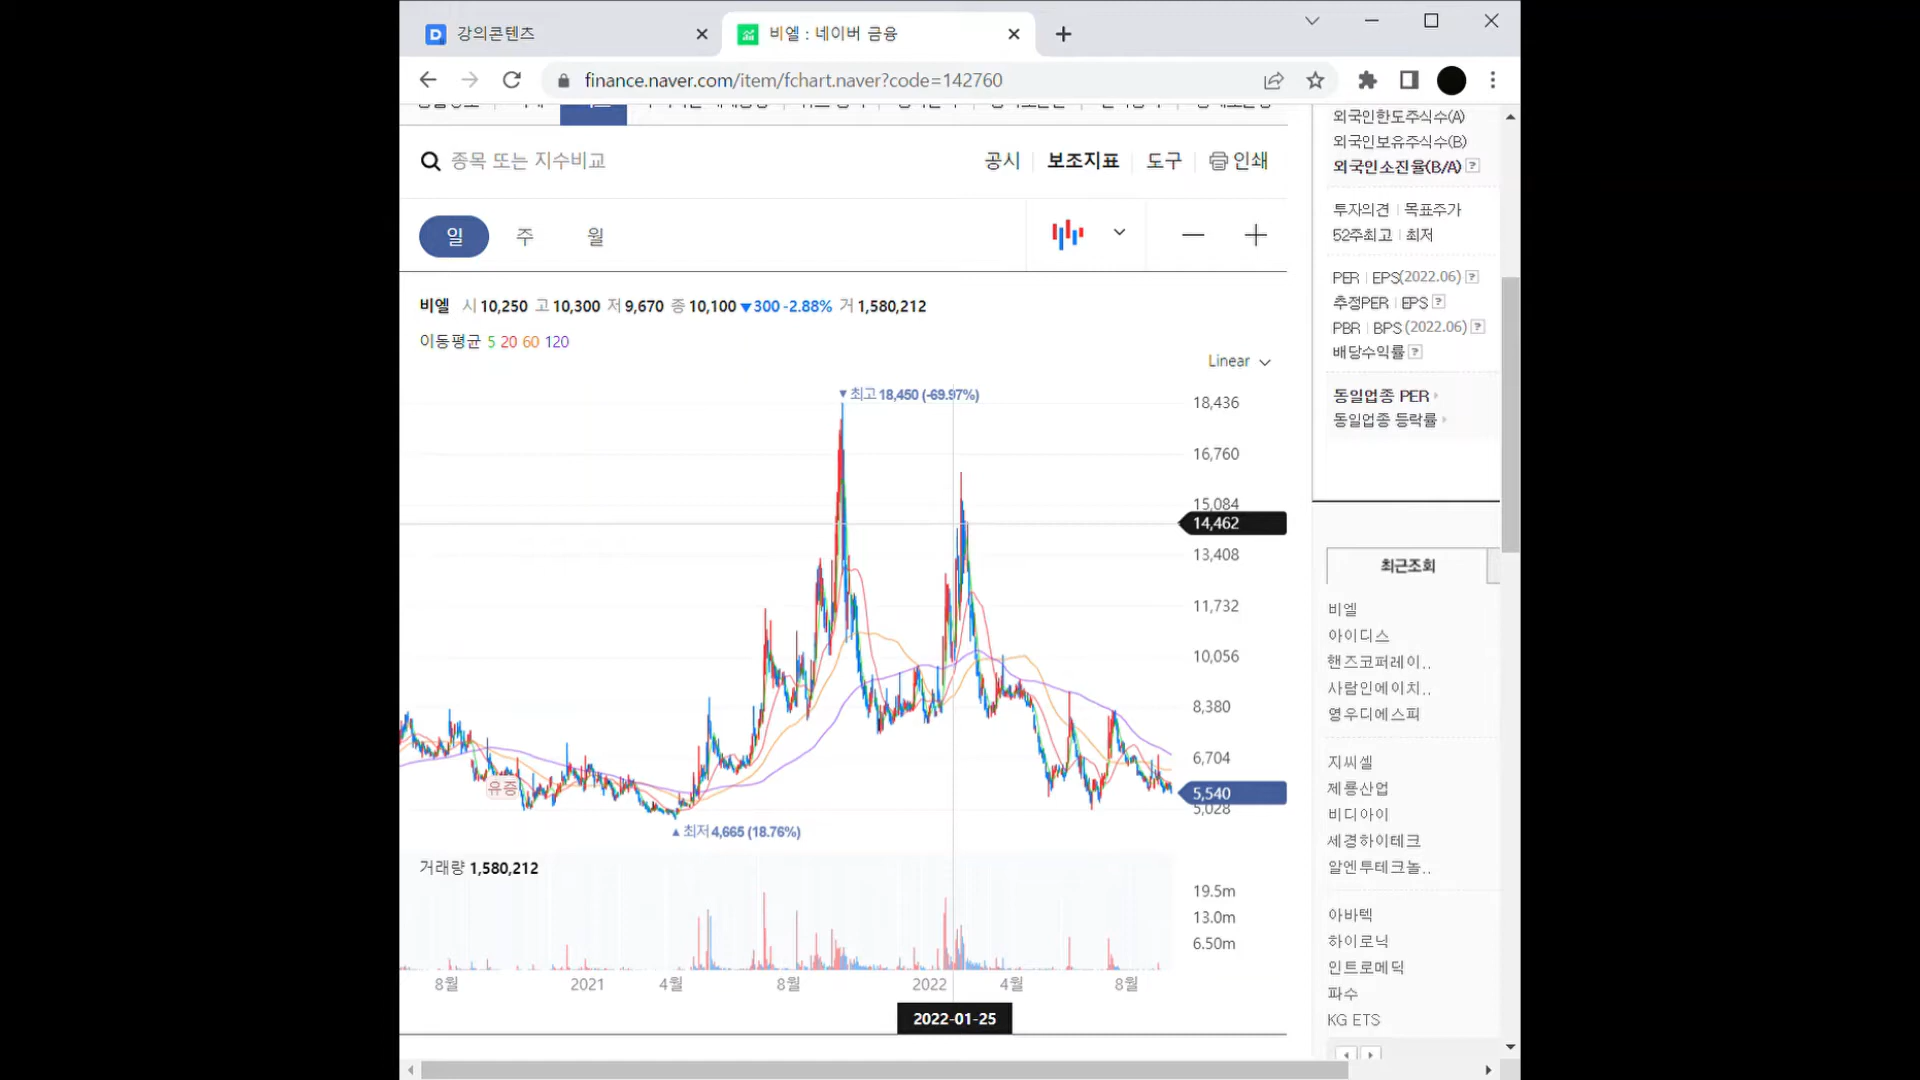 강의콘텐츠
비엘 : 네이버 금융
finance.naver.com/item/fchart.naver?code=142760
종목 또는 지수비교
공시
보조지표
도구
인쇄
일
주
월
비엘 시 10,250 고 10,300 저 9,670 종 10,100 ▼300 -2.88% 거 1,580,212
이동평균 5 20 60 120
Linear
▼최고 18,450 (-69.97%)
18,436
16,760
15,084
14,462
13,408
11,732
10,056
8,380
6,704
5,540
5,028
유증
▲최저 4,665 (18.76%)
거래량 1,580,212
19.5m
13.0m
6.50m
8월
2021
4월
8월
2022
4월
8월
2022-01-25
외국인한도주식수(A)
외국인보유주식수(B)
외국인소진율(B/A) ?
투자의견 | 목표주가
52주최고 | 최저
PER | EPS(2022.06) ?
추정PER | EPS ?
PBR | BPS (2022.06) ?
배당수익률 ?
동일업종 PER
동일업종 등락률
최근조회
비엘
아이디스
핸즈코퍼레이..
사람인에이치..
영우디에스피
지씨셀
제룡산업
비디아이
세경하이테크
알엔투테크놀..
아바텍
하이로닉
인트로메딕
파수
KG ETS